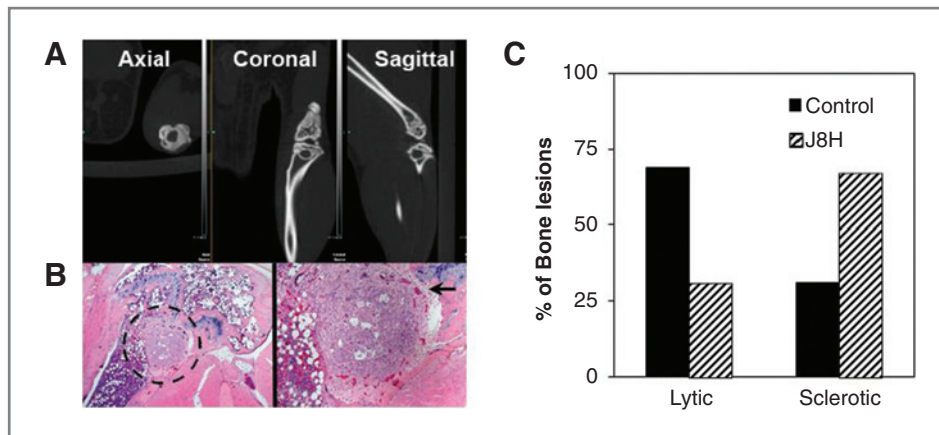 A
Axial
Coronal
Sagittal
B
C
% of Bone lesions
100
75
50
25
0
Control
J8H
Lytic
Sclerotic